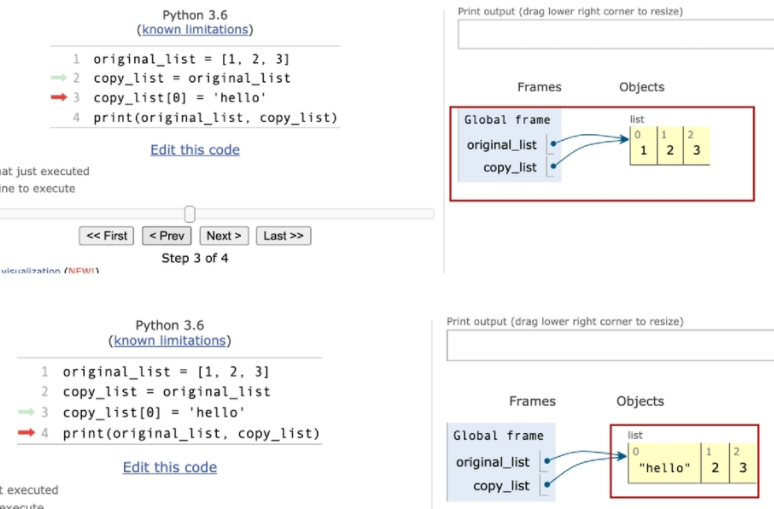 Python 3.6
(known limitations)
1 original_list = [1, 2, 3]
2 copy_list = original_list
3 copy_list[0] = 'hello'
4 print(original_list, copy_list)
Edit this code
at just executed
ne to execute
<< First < Prev Next > Last >>
Step 3 of 4
visualization (NEW!)
Print output (drag lower right corner to resize)
Frames Objects
Global frame
original_list
copy_list
list
0 1 2
1 2 3
Python 3.6
(known limitations)
1 original_list = [1, 2, 3]
2 copy_list = original_list
3 copy_list[0] = 'hello'
4 print(original_list, copy_list)
Edit this code
t executed
execute
Print output (drag lower right corner to resize)
Frames Objects
Global frame
original_list
copy_list
list
0 1 2
"hello" 2 3